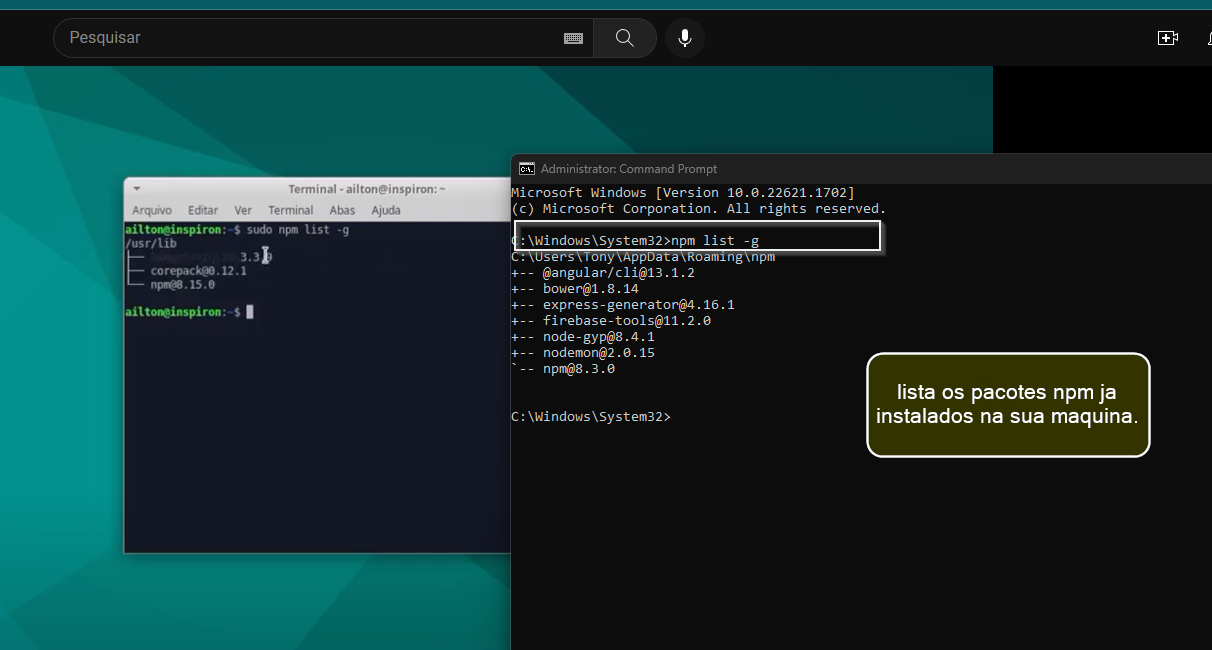 Pesquisar
Terminal - ailton@inspiron: ~
Arquivo Editar Ver Terminal Abas Ajuda
ailton@inspiron:~$ sudo npm list -g
/usr/lib
├── 3.3.9
├── corepack@0.12.1
└── npm@8.15.0
ailton@inspiron:~$
Administrator: Command Prompt
Microsoft Windows [Version 10.0.22621.1702]
(c) Microsoft Corporation. All rights reserved.
C:\Windows\System32>npm list -g
C:\Users\Tony\AppData\Roaming\npm
+-- @angular/cli@13.1.2
+-- bower@1.8.14
+-- express-generator@4.16.1
+-- firebase-tools@11.2.0
+-- node-gyp@8.4.1
+-- nodemon@2.0.15
`-- npm@8.3.0
C:\Windows\System32>
lista os pacotes npm ja
instalados na sua maquina.